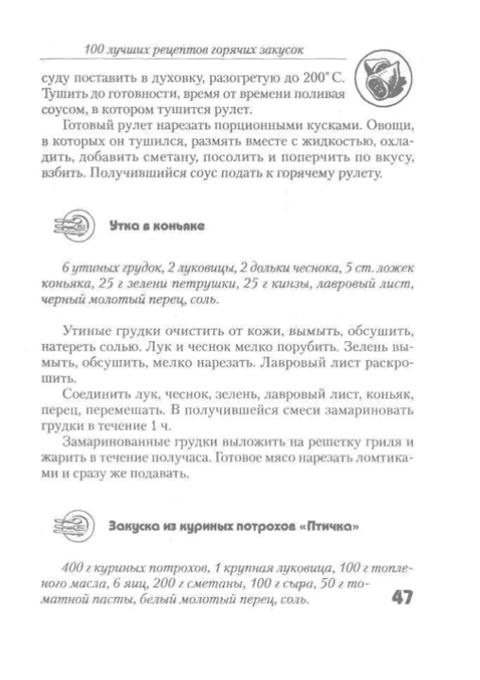 100 лучших рецептов горячих закусок
суду поставить в духовку, разогретую до 200° С.
Тушить до готовности, время от времени поливая
соусом, в котором тушится рулет.
Готовый рулет нарезать порционными кусками. Овощи,
в которых он тушился, размять вместе с жидкостью, охла-
дить, добавить сметану, посолить и поперчить по вкусу,
взбить. Получившийся соус подать к горячему рулету.
Утка в коньяке
6 утиных грудок, 2 луковицы, 2 дольки чеснока, 5 ст. ложек
коньяка, 25 г зелени петрушки, 25 г кинзы, лавровый лист,
черный молотый перец, соль.
Утиные грудки очистить от кожи, вымыть, обсушить,
натереть солью. Лук и чеснок мелко порубить. Зелень вы-
мыть, обсушить, мелко нарезать. Лавровый лист раскро-
шить.
Соединить лук, чеснок, зелень, лавровый лист, коньяк,
перец, перемешать. В получившейся смеси замариновать
грудки в течение 1 ч.
Замаринованные грудки выложить на решетку гриля и
жарить в течение получаса. Готовое мясо нарезать ломтика-
ми и сразу же подавать.
Закуска из куриных потрохов «Птичка»
400 г куриных потрохов, 1 крупная луковица, 100 г топле-
ного масла, 6 яиц, 200 г сметаны, 100 г сыра, 50 г то-
матной пасты, белый молотый перец, соль.
47